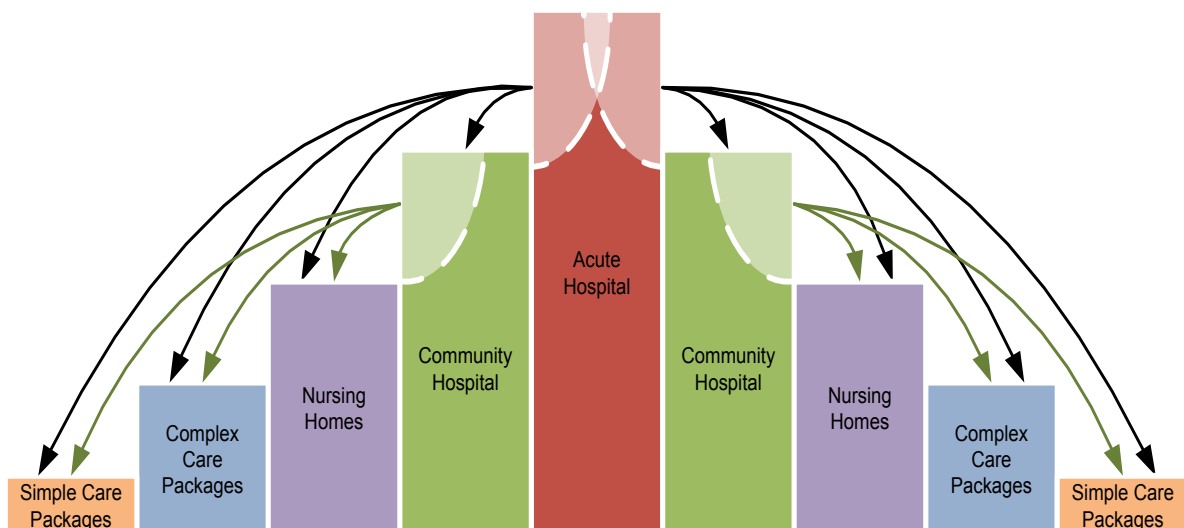 Simple Care
Packages
Complex
Care
Packages
Nursing
Homes
Community
Hospital
Acute
Hospital
Community
Hospital
Nursing
Homes
Complex
Care
Packages
Simple Care
Packages